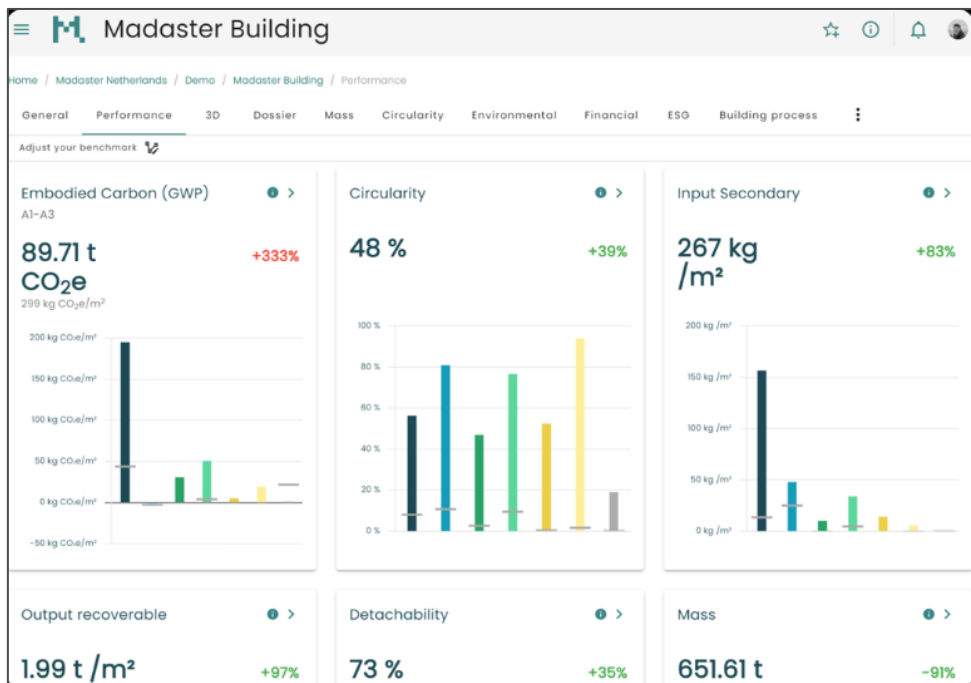 Madaster Building
Home / Madaster Netherlands / Demo / Madaster Building / Performance
General Performance 3D Dossier Mass Circularity Environmental Financial ESG Building process
Adjust your benchmark
Embodied Carbon (GWP)
A1-A3
89.71 t
CO₂e
+333%
299 kg CO₂e/m²
200 kg CO₂e/m²
150 kg CO₂e/m²
100 kg CO₂e/m²
50 kg CO₂e/m²
0 kg CO₂e/m²
-50 kg CO₂e/m²
Circularity
48 %
+39%
100 %
80 %
60 %
40 %
20 %
0 %
Input Secondary
267 kg
/m²
+83%
200 kg /m²
150 kg /m²
100 kg /m²
50 kg /m²
0 kg /m²
Output recoverable
1.99 t /m²
+97%
Detachability
73 %
+35%
Mass
651.61 t
-91%